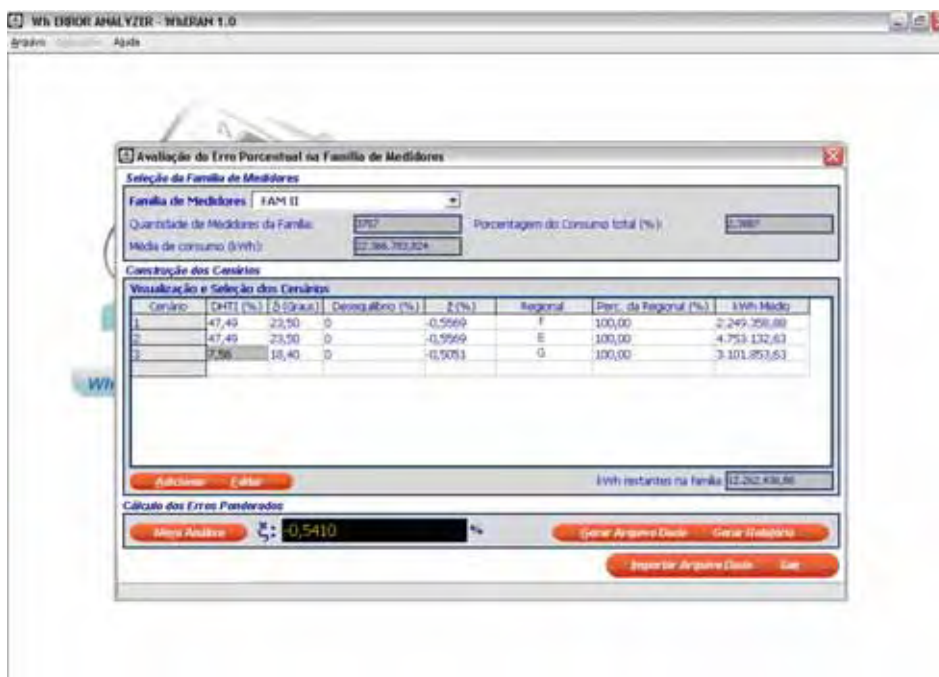 Wh ERROR ANALYZER - WhERAN 1.0
Arquivo Ajuda
Avaliação do Erro Porcentual na Família de Medidores
Seleção da Família de Medidores
Família de Medidores FAM II
Quantidade de Medidores da Família: 3757 Porcentagem do Consumo total (%):
Média de consumo (kWh):
Construção dos Cenários
Visualização e Seleção dos Cenários
Cenário DHTI (%) δ (Graus) Desequilíbrio (%) ξ (%) Regional Perc. da Regional (%) kWh Médio
1 47,49 23,50 0 -0,5569 F 100,00 2.249.358,88
2 47,49 23,50 0 -0,5569 E 100,00 4.753.132,63
3 7,56 18,40 0 -0,5051 G 100,00 3.101.853,63
Adicionar Editar kWh restantes na família:
Cálculo dos Erros Ponderados
Nova Análise ξ: -0,5410 % Gerar Arquivo Dado Gerar Relatório
Importar Arquivo Dado Sair
Wh